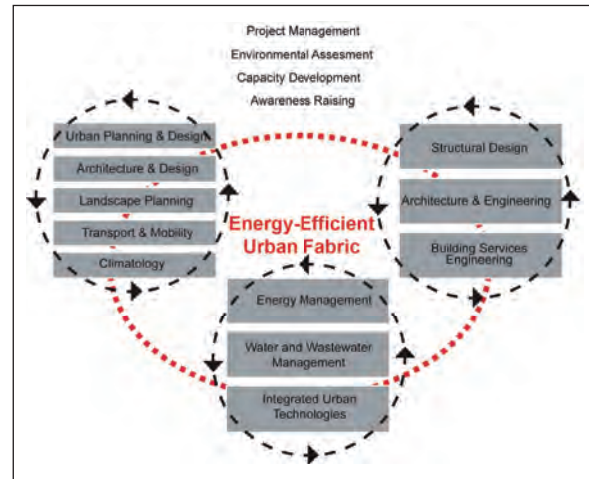 Project Management
Environmental Assesment
Capacity Development
Awareness Raising
Urban Planning & Design
Architecture & Design
Landscape Planning
Transport & Mobility
Climatology
Structural Design
Architecture & Engineering
Building Services
Engineering
Energy-Efficient
Urban Fabric
Energy Management
Water and Wastewater
Management
Integrated Urban
Technologies